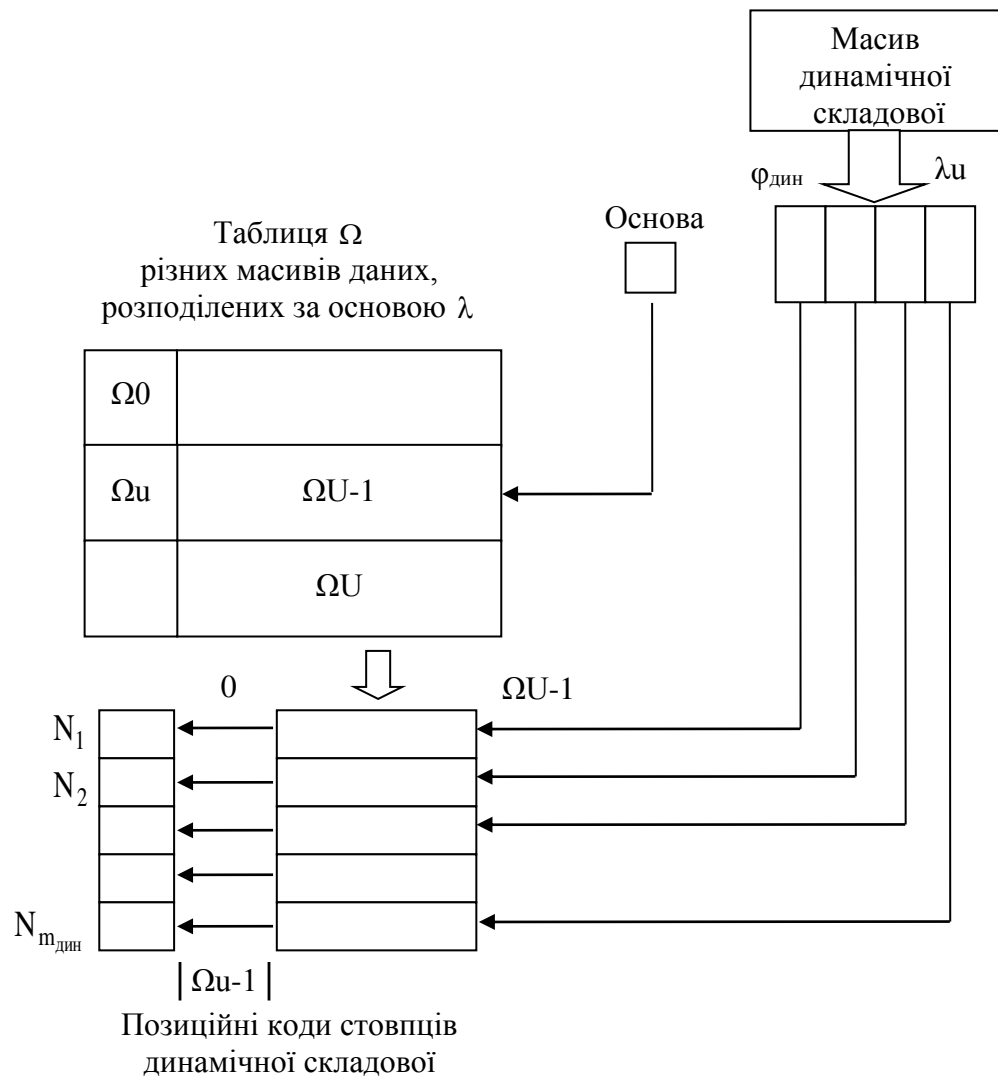 Масив
динамічної
складової
φдин
λu
Основа
Таблиця Ω
різних масивів даних,
розподілених за основою λ
Ω0
Ωu
ΩU-1
ΩU
0
ΩU-1
N1
N2
Nmдин
|Ωu-1|
Позиційні коди стовпців
динамічної складової